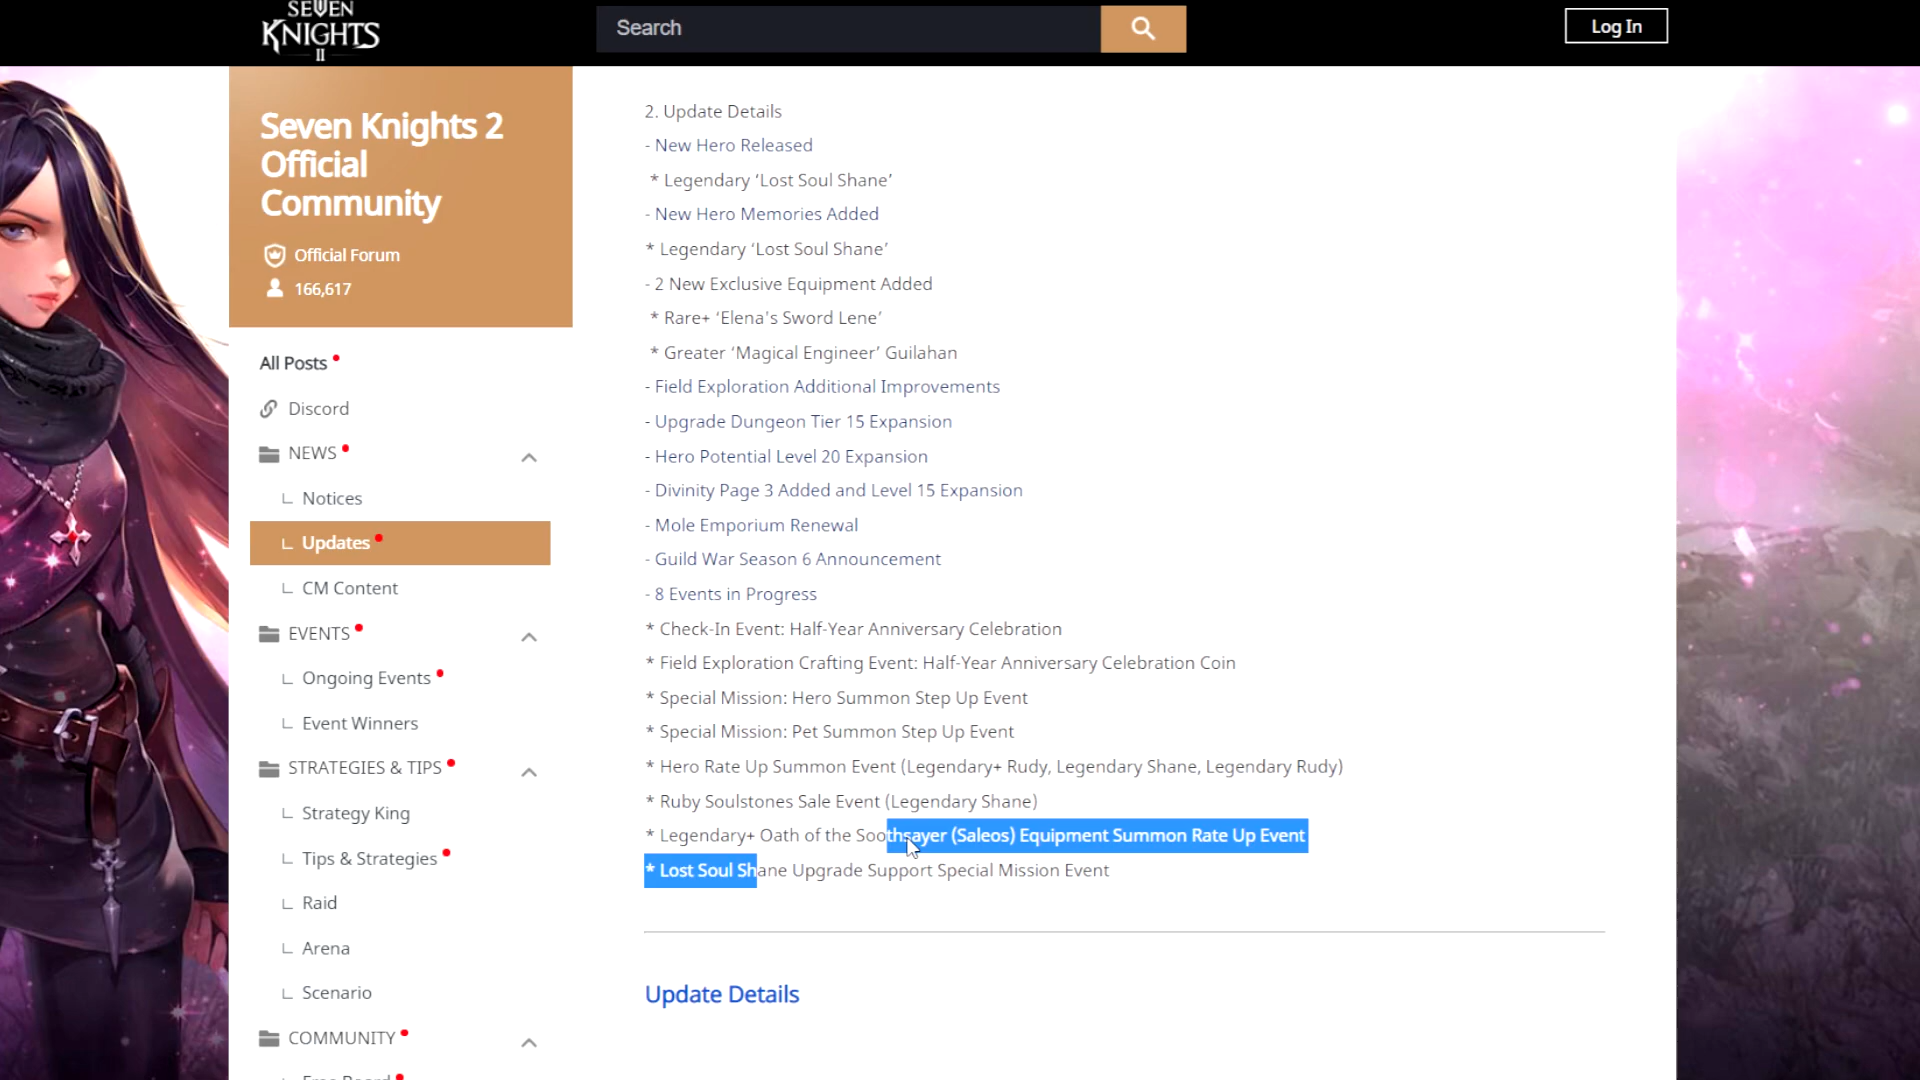 SEVEN
KNIGHTS
II
Search
Log In
Seven Knights 2
Official
Community
Official Forum
166,617
All Posts
Discord
NEWS
Notices
Updates
CM Content
EVENTS
Ongoing Events
Event Winners
STRATEGIES & TIPS
Strategy King
Tips & Strategies
Raid
Arena
Scenario
COMMUNITY
Free Board
2. Update Details
- New Hero Released
* Legendary ‘Lost Soul Shane’
- New Hero Memories Added
* Legendary ‘Lost Soul Shane’
- 2 New Exclusive Equipment Added
* Rare+ ‘Elena's Sword Lene’
* Greater ‘Magical Engineer’ Guilahan
- Field Exploration Additional Improvements
- Upgrade Dungeon Tier 15 Expansion
- Hero Potential Level 20 Expansion
- Divinity Page 3 Added and Level 15 Expansion
- Mole Emporium Renewal
- Guild War Season 6 Announcement
- 8 Events in Progress
* Check-In Event: Half-Year Anniversary Celebration
* Field Exploration Crafting Event: Half-Year Anniversary Celebration Coin
* Special Mission: Hero Summon Step Up Event
* Special Mission: Pet Summon Step Up Event
* Hero Rate Up Summon Event (Legendary+ Rudy, Legendary Shane, Legendary Rudy)
* Ruby Soulstones Sale Event (Legendary Shane)
* Legendary+ Oath of the Soothsayer (Saleos) Equipment Summon Rate Up Event
* Lost Soul Shane Upgrade Support Special Mission Event
Update Details